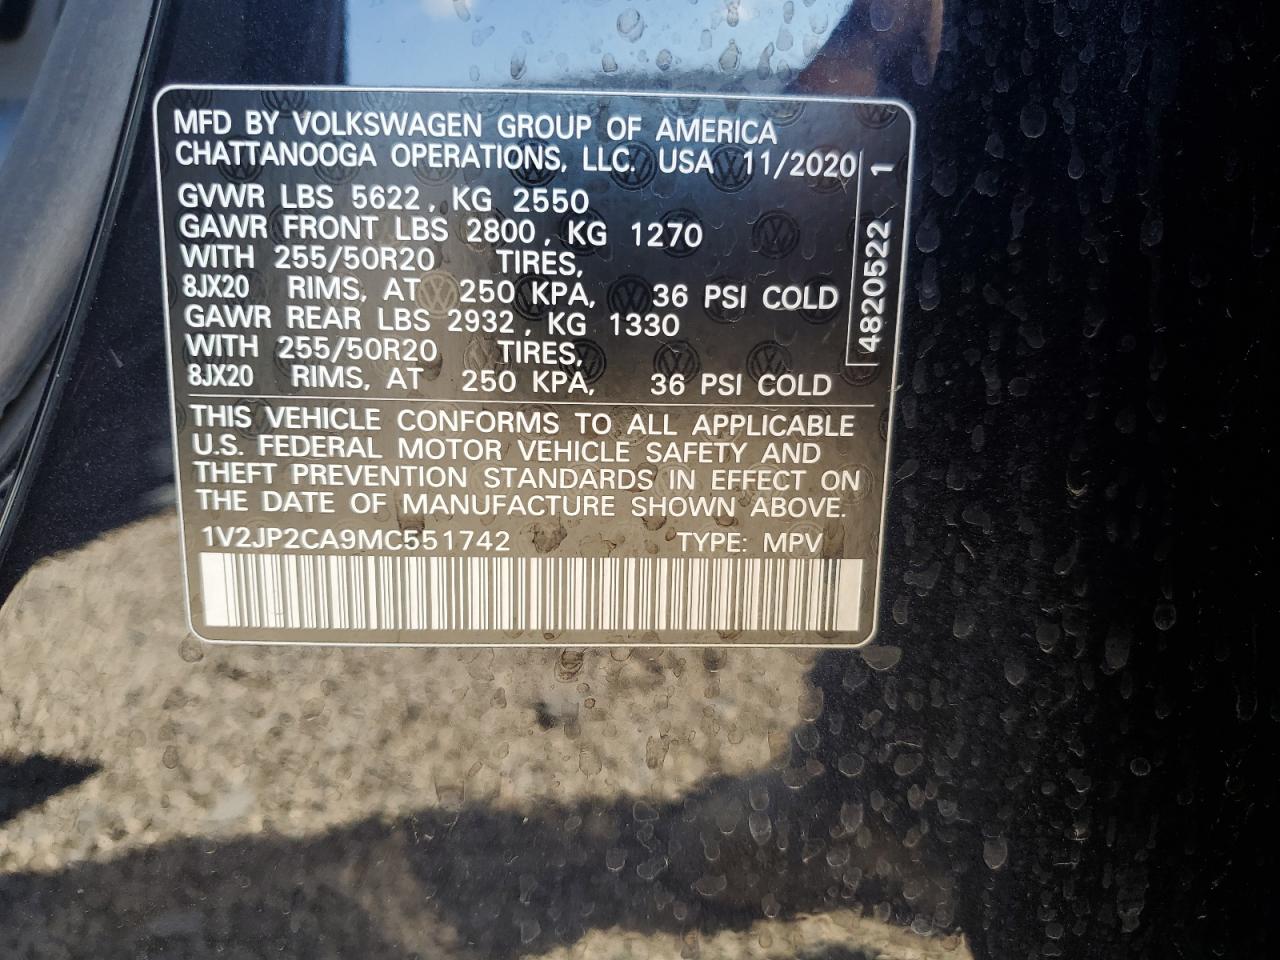 MFD BY VOLKSWAGEN GROUP OF AMERICA
CHATTANOOGA OPERATIONS, LLC. USA 11/2020
GVWR LBS 5622, KG 2550
GAWR FRONT LBS 2800, KG 1270
WITH 255/50R20 TIRES,
8JX20 RIMS, AT 250 KPA, 36 PSI COLD
GAWR REAR LBS 2932, KG 1330
WITH 255/50R20 TIRES,
8JX20 RIMS, AT 250 KPA, 36 PSI COLD
4820522 1
THIS VEHICLE CONFORMS TO ALL APPLICABLE
U.S. FEDERAL MOTOR VEHICLE SAFETY AND
THEFT PREVENTION STANDARDS IN EFFECT ON
THE DATE OF MANUFACTURE SHOWN ABOVE.
1V2JP2CA9MC551742 TYPE: MPV